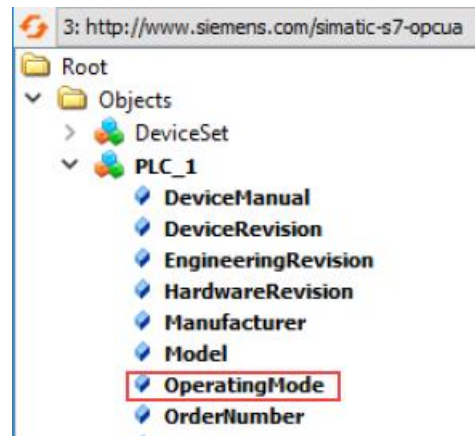 3: http://www.siemens.com/simatic-s7-opcua
Root
Objects
DeviceSet
PLC_1
DeviceManual
DeviceRevision
EngineeringRevision
HardwareRevision
Manufacturer
Model
OperatingMode
OrderNumber